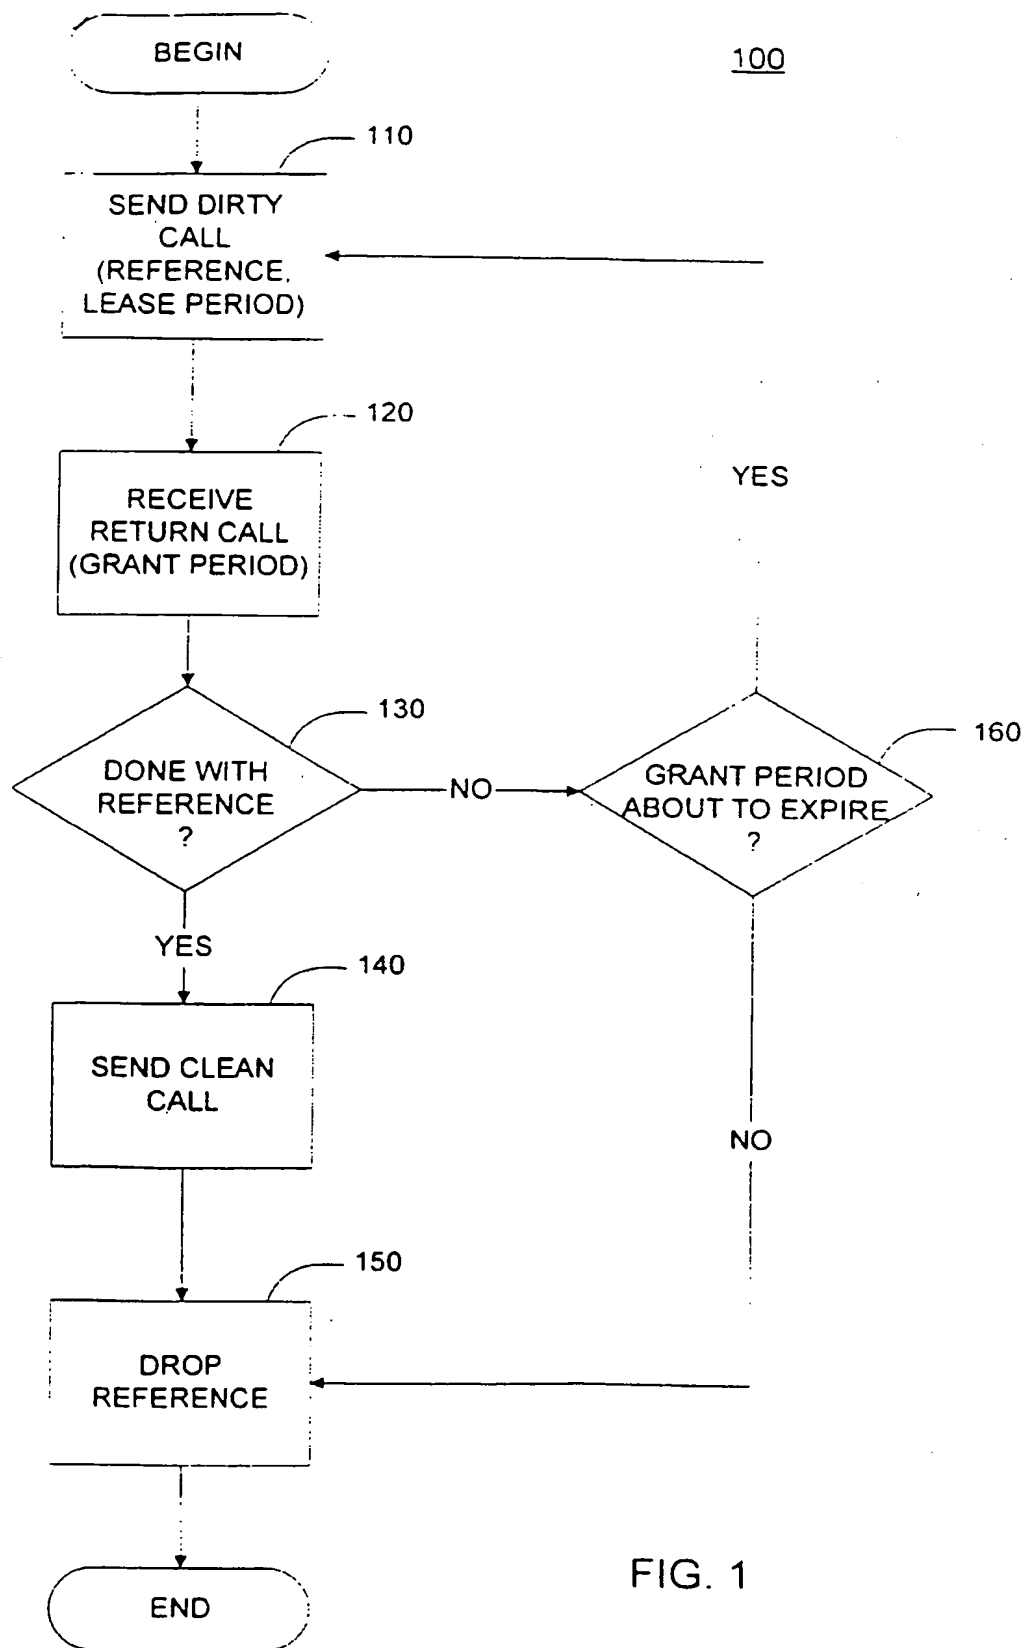 BEGIN
100
110
SEND DIRTY
CALL
(REFERENCE,
LEASE PERIOD)
120
RECEIVE
RETURN CALL
(GRANT PERIOD)
YES
130
DONE WITH
REFERENCE
?
NO
160
GRANT PERIOD
ABOUT TO EXPIRE
?
YES
140
SEND CLEAN
CALL
NO
150
DROP
REFERENCE
END
FIG. 1